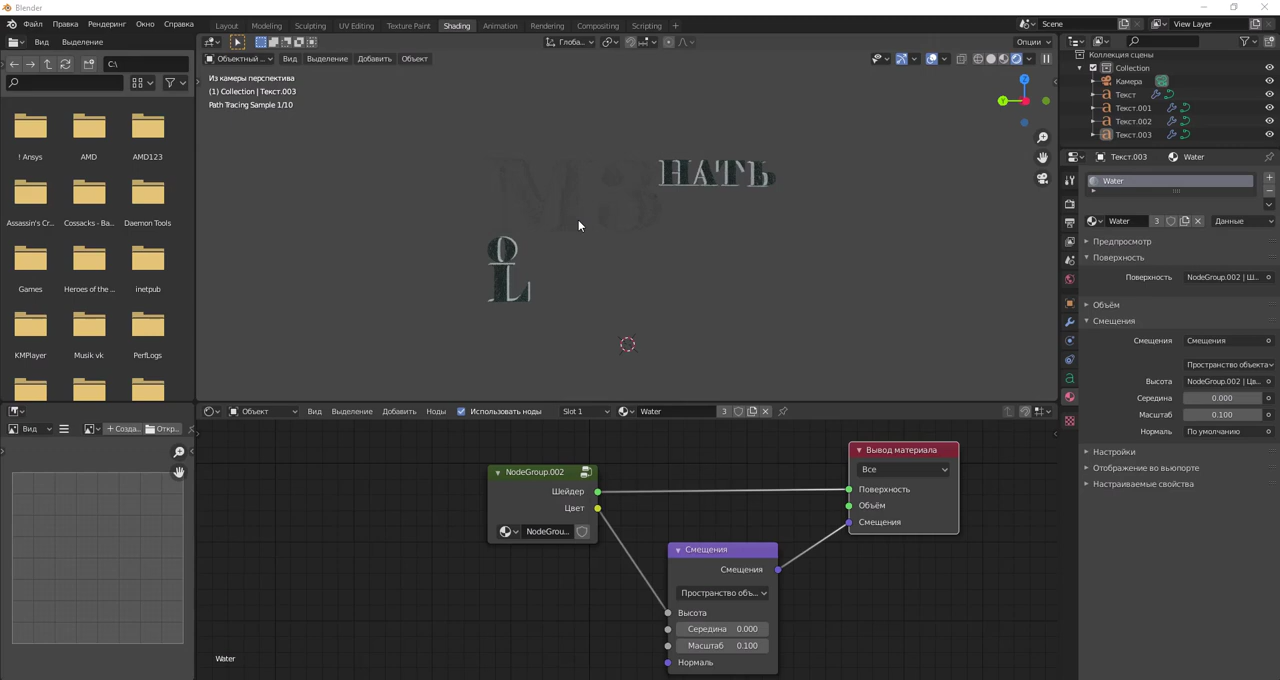 Blender
Файл Правка Рендеринг Окно Справка
Layout Modeling Sculpting UV Editing Texture Paint Shading Animation Rendering Compositing Scripting +
Scene
View Layer
Вид Выделение
C:\
! Ansys AMD AMD123
Assassin's Cr... Cossacks - Ba... Daemon Tools
Games Heroes of the ... inetpub
KMPlayer Musik vk PerfLogs
Глоба...
Опции
Объектный ... Вид Выделение Добавить Объект
Из камеры перспектива
(1) Collection | Текст.003
Path Tracing Sample 1/10
Z
Y
НАТЬ
O
L
Коллекция сцены
Collection
Камера
Текст
Текст.001
Текст.002
Текст.003
Текст.003 Water
Water
Water 3 Данные
Предпросмотр
Поверхность
Поверхность NodeGroup.002 | Ш...
Объём
Смещения
Смещения Смещения
Пространство объекта
Высота NodeGroup.002 | Цв...
Середина 0.000
Масштаб 0.100
Нормаль По умолчанию
Настройки
Отображение во вьюпорте
Настраиваемые свойства
Вид + Созда... Откр...
Объект Вид Выделение Добавить Ноды Использовать ноды Slot 1 Water 3
NodeGroup.002
Шейдер
Цвет
NodeGrou...
Вывод материала
Все
Поверхность
Объём
Смещения
Смещения
Смещения
Пространство объ...
Высота
Середина 0.000
Масштаб 0.100
Нормаль
Water